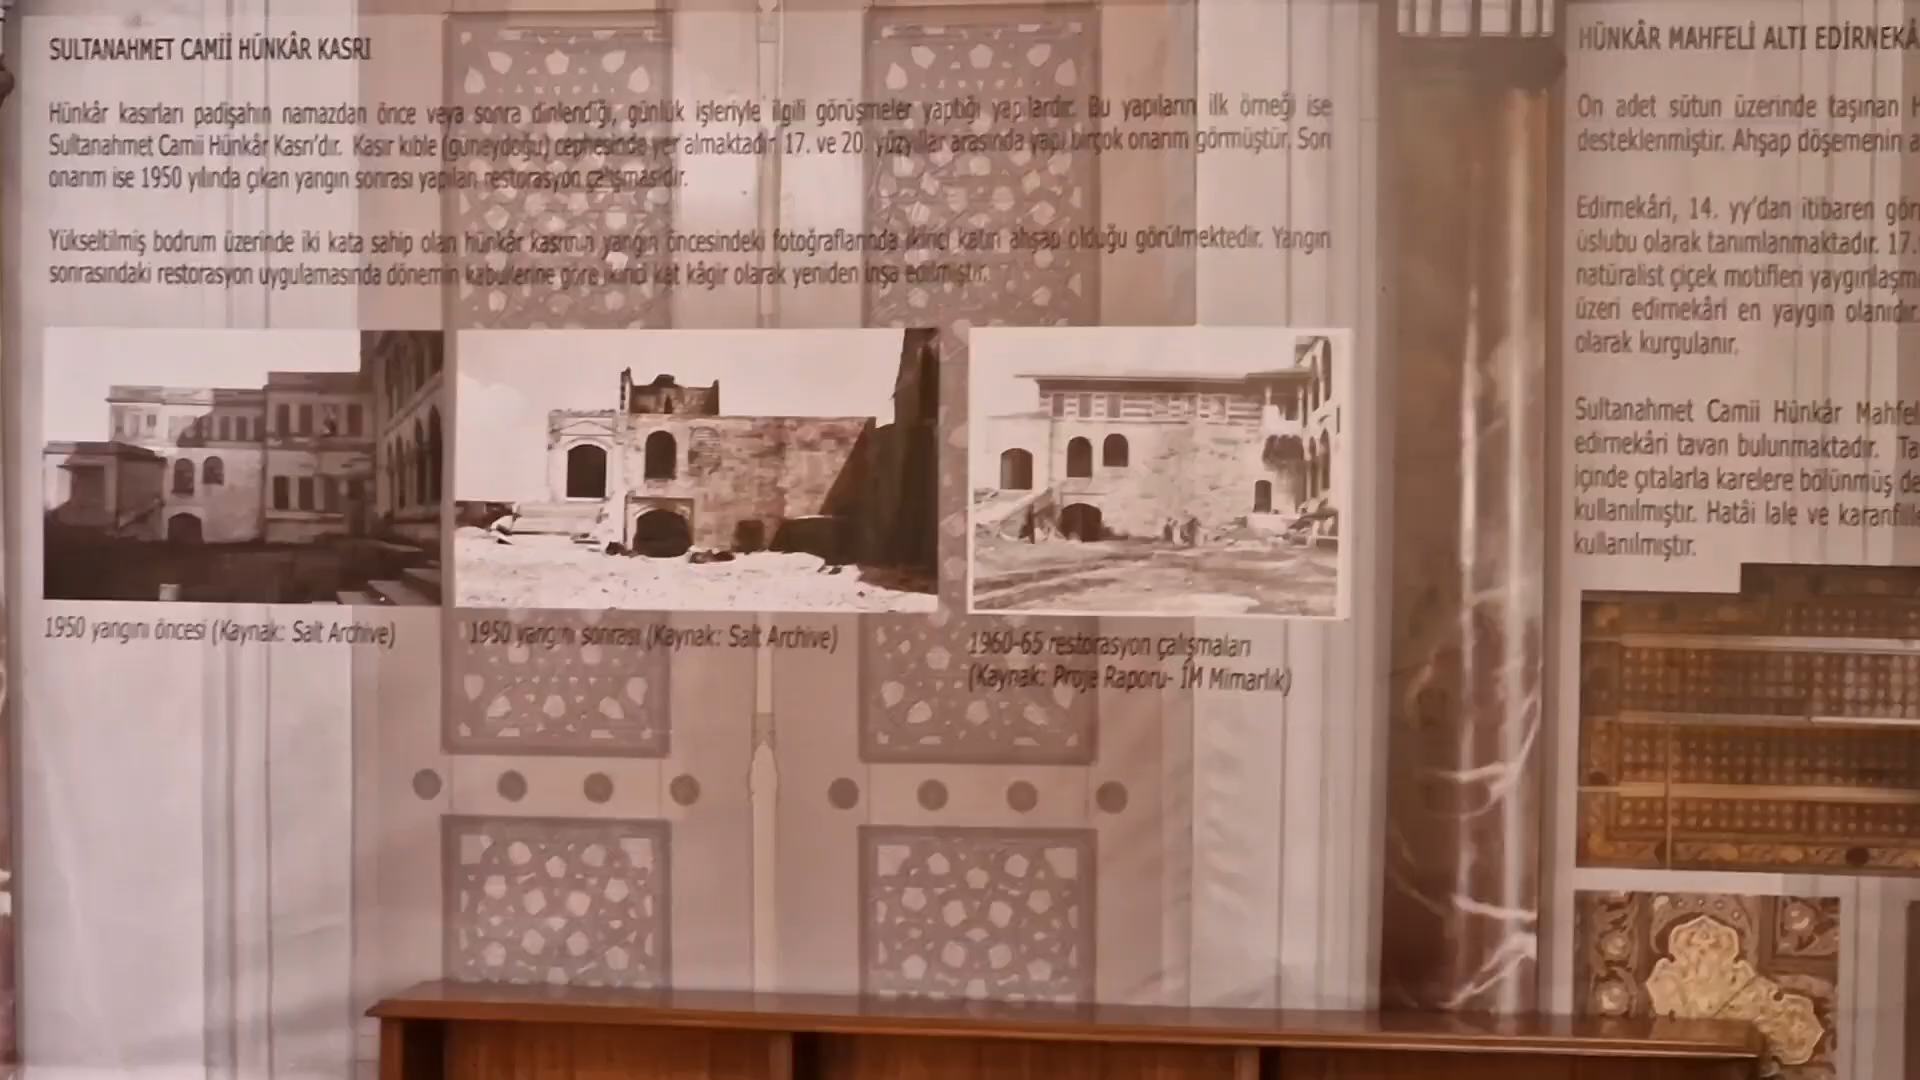 SULTANAHMET CAMİİ HÜNKÂR KASRI
Hünkâr kasırları padişahın namazdan önce veya sonra dinlendiği, günlük işleriyle ilgili görüşmeler yaptığı yapılardır. Bu yapıların ilk örneği ise
Sultanahmet Camii Hünkâr Kasrı'dır. Kasır kıble (güneydoğu) cephesinde yer almaktadır. 17. ve 20. yüzyıllar arasında yapı birçok onarım görmüştür. Son
onarım ise 1950 yılında çıkan yangın sonrası yapılan restorasyon çalışmasıdır.
Yükseltilmiş bodrum üzerinde iki kata sahip olan hünkâr kasrının yangın öncesindeki fotoğraflarında ikinci katın ahşap olduğu görülmektedir. Yangın
sonrasındaki restorasyon uygulamasında dönemin kabullerine göre ikinci kat kâgir olarak yeniden inşa edilmiştir.
1950 yangını öncesi (Kaynak: Salt Archive)
1950 yangını sonrası (Kaynak: Salt Archive)
1960-65 restorasyon çalışmaları
(Kaynak: Proje Raporu- İM Mimarlık)
HÜNKÂR MAHFELİ ALTI EDİRNEKÂ
On adet sütun üzerinde taşınan H
desteklenmiştir. Ahşap döşemenin a
Edirnekâri, 14. yy'dan itibaren gör
üslubu olarak tanımlanmaktadır. 17.
natüralist çiçek motifleri yaygınlaşm
üzeri edirnekâri en yaygın olanıdır.
olarak kurgulanır.
Sultanahmet Camii Hünkâr Mahfel
edirnekâri tavan bulunmaktadır. Ta
içinde çıtalarla karelere bölünmüş de
kullanılmıştır. Hatâi lale ve karanfille
kullanılmıştır.